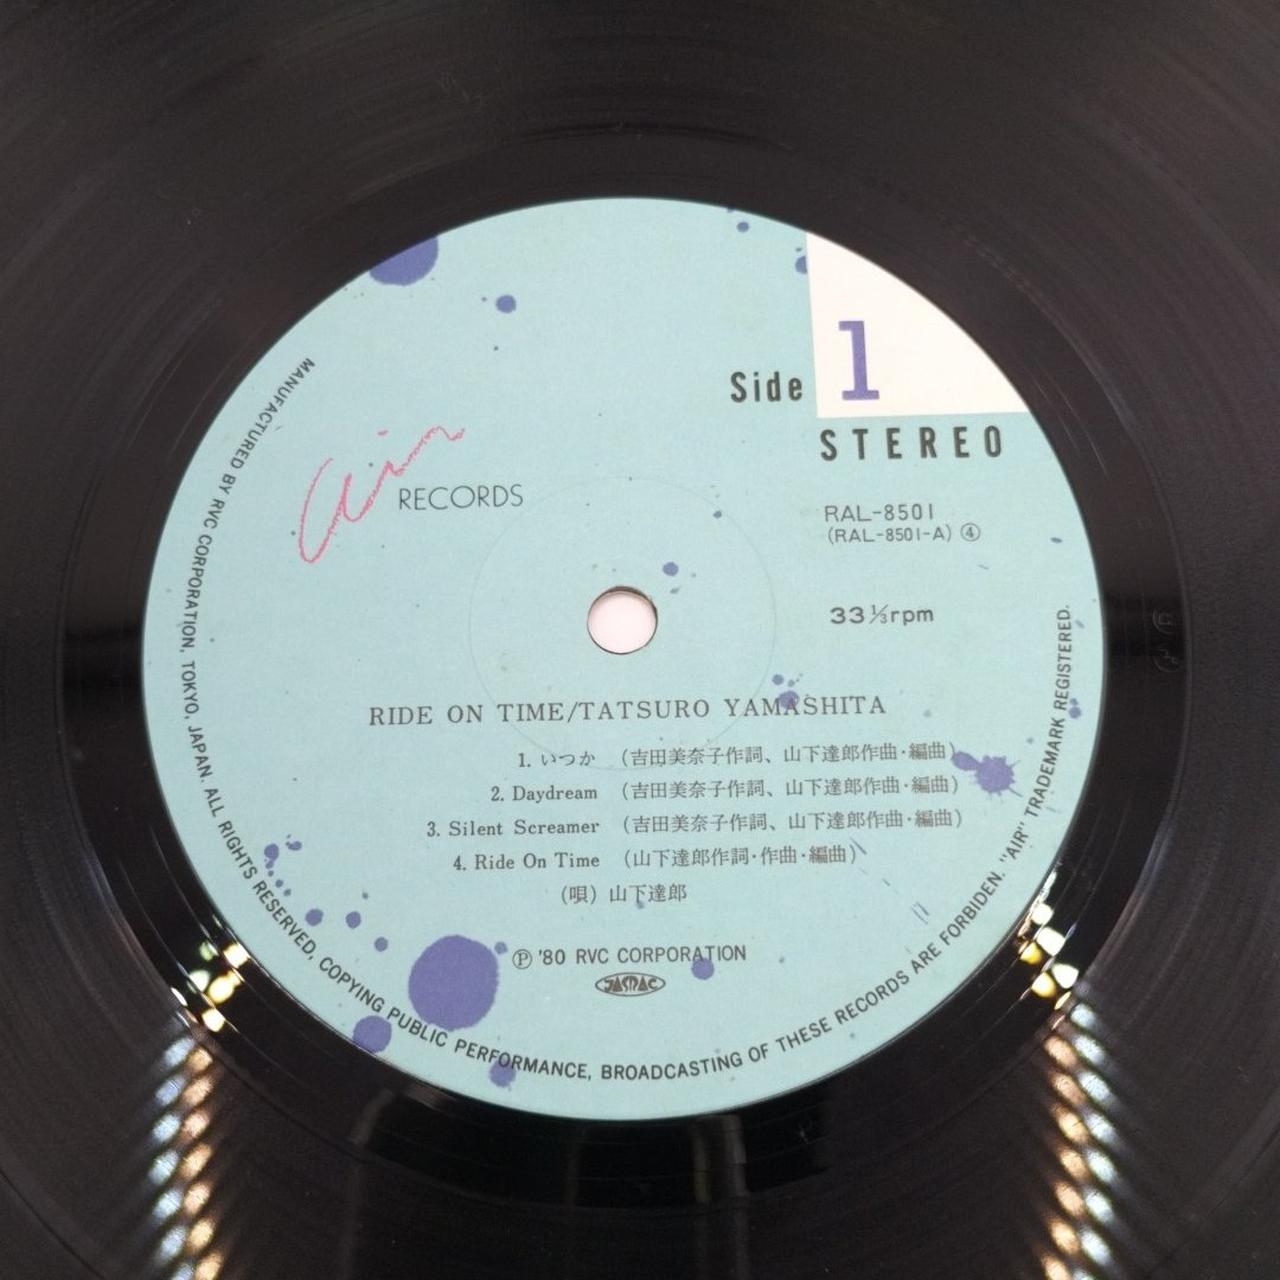 Side 1
STEREO
Air RECORDS
RAL-8501
(RAL-8501-A) ④
33⅓rpm
RIDE ON TIME/TATSURO YAMASHITA
1. いつか (吉田美奈子作詞、山下達郎作曲·編曲)
2. Daydream (吉田美奈子作詞、山下達郎作曲·編曲)
3. Silent Screamer (吉田美奈子作詞、山下達郎作曲·編曲)
4. Ride On Time (山下達郎作詞·作曲·編曲)
(唄) 山下達郎
Ⓟ '80 RVC CORPORATION
JASRAC
MANUFACTURED BY RVC CORPORATION, TOKYO, JAPAN. ALL RIGHTS RESERVED, COPYING PUBLIC PERFORMANCE, BROADCASTING OF THESE RECORDS ARE FORBIDEN. "AIR" TRADEMARK REGISTERED.